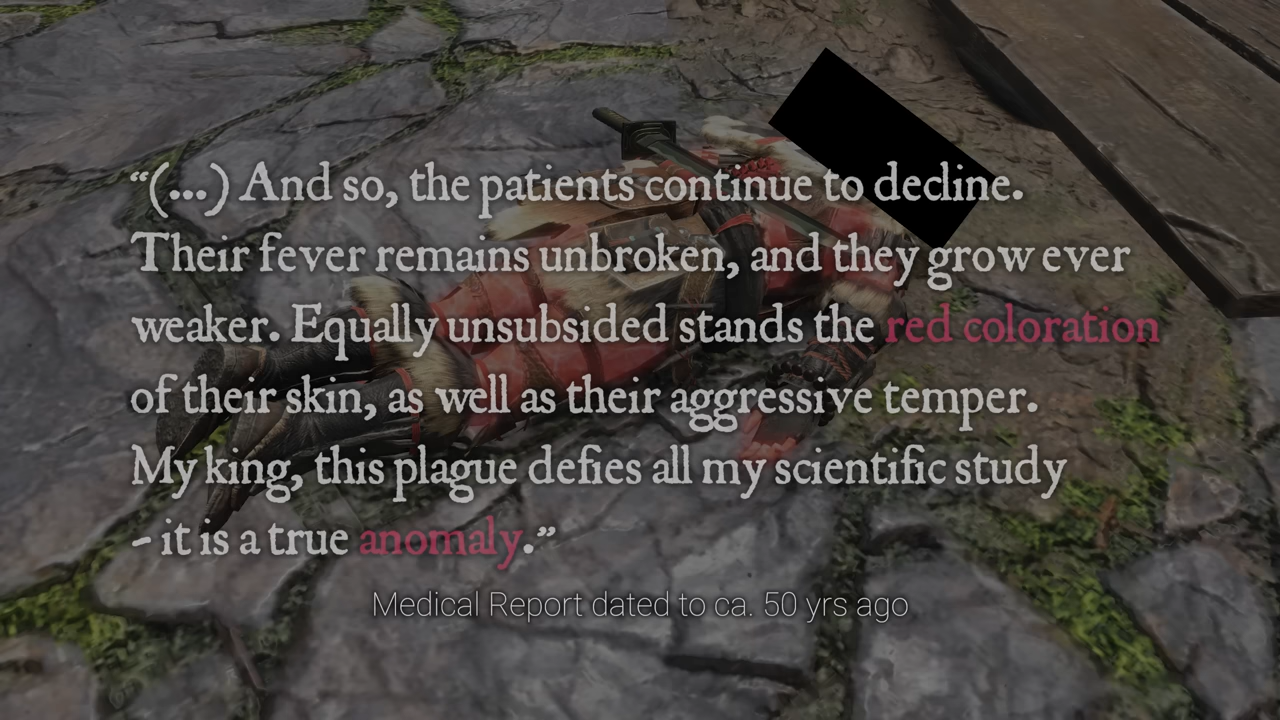 “(...) And so, the patients continue to decline.
Their fever remains unbroken, and they grow ever
weaker. Equally unsubsided stands the red coloration
of their skin, as well as their aggressive temper.
My king, this plague defies all my scientific study
- it is a true anomaly.”
Medical Report dated to ca. 50 yrs ago